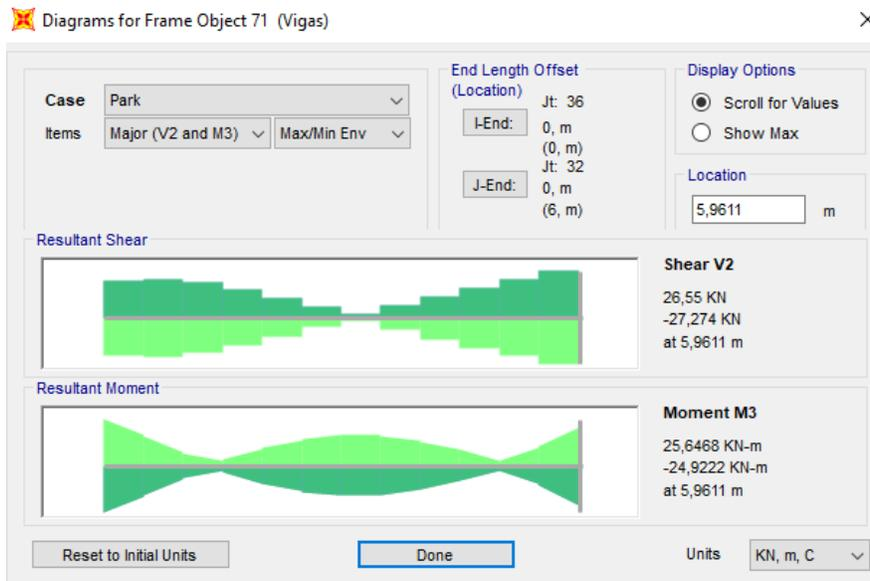 Diagrams for Frame Object 71 (Vigas)
Case Park
Items Major (V2 and M3) Max/Min Env
End Length Offset
(Location)
I-End:
Jt: 36
0, m
(0, m)
J-End:
Jt: 32
0, m
(6, m)
Display Options
Scroll for Values
Show Max
Location
5,9611 m
Resultant Shear
Shear V2
26,55 KN
-27,274 KN
at 5,9611 m
Resultant Moment
Moment M3
25,6468 KN-m
-24,9222 KN-m
at 5,9611 m
Reset to Initial Units
Done
Units KN, m, C